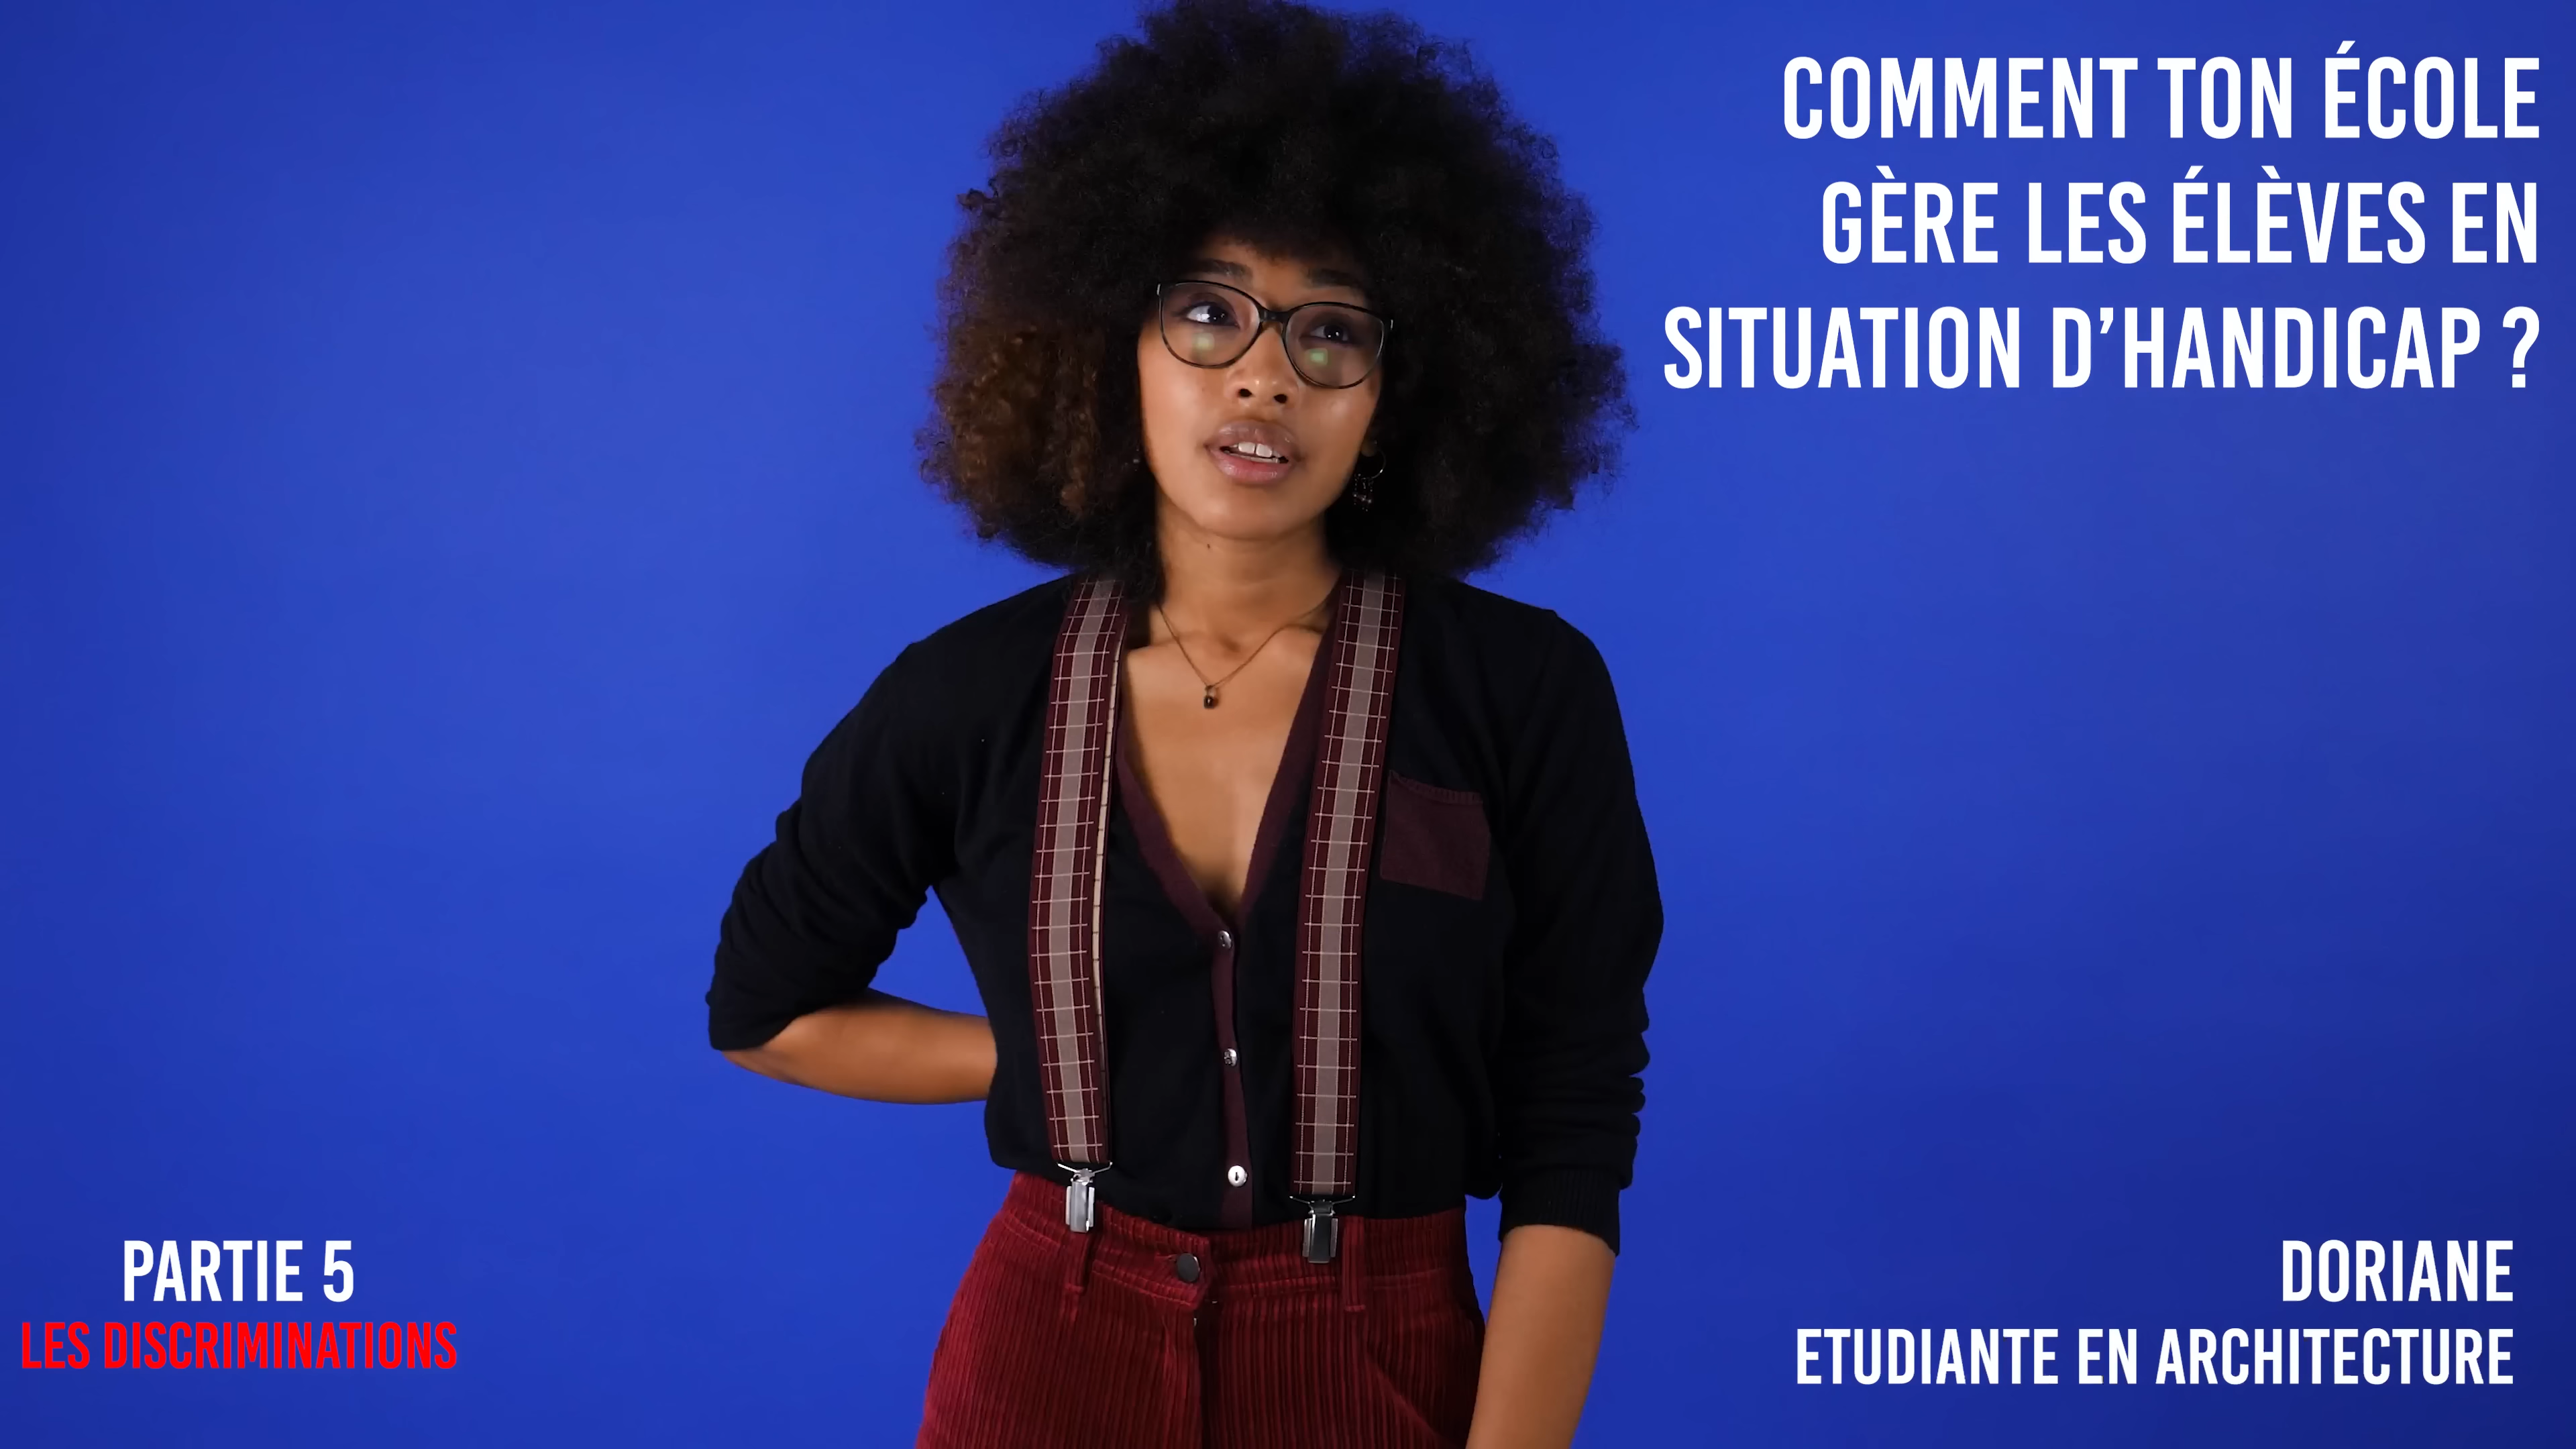 COMMENT TON ÉCOLE
GÈRE LES ÉLÈVES EN
SITUATION D’HANDICAP ?
PARTIE 5
LES DISCRIMINATIONS
DORIANE
ETUDIANTE EN ARCHITECTURE